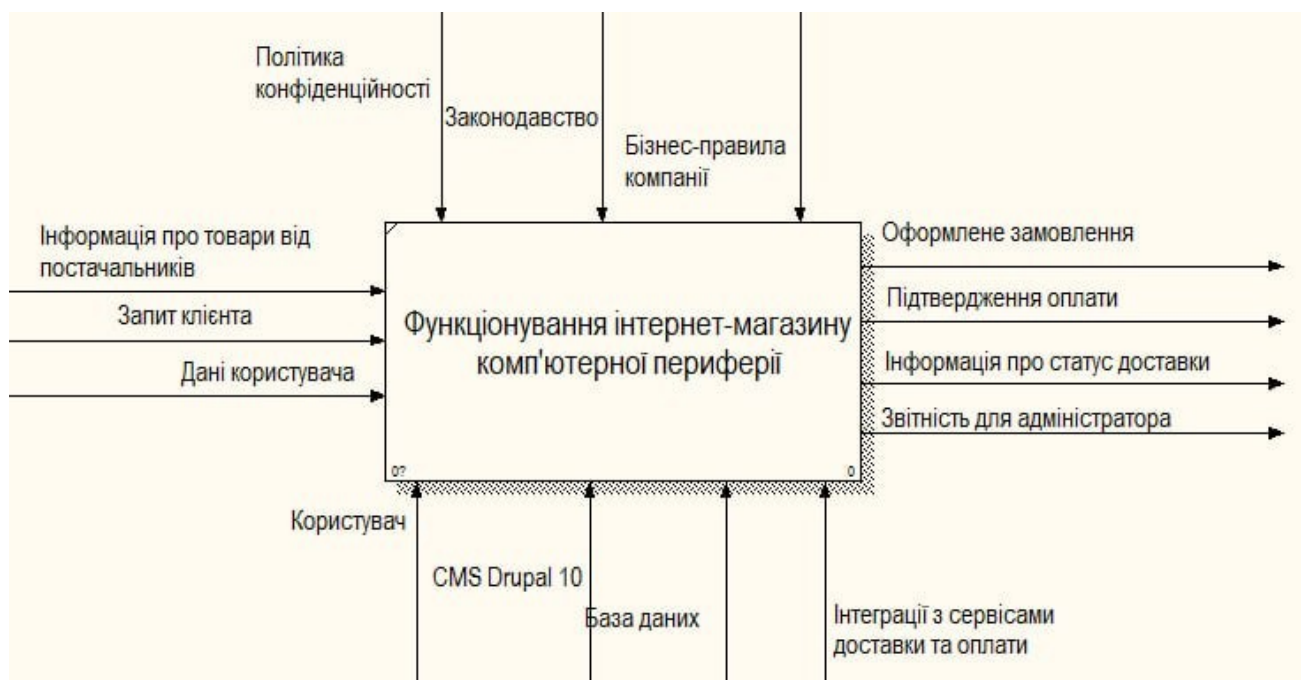 Політика
конфіденційності
Законодавство
Бізнес-правила
компанії
Інформація про товари від
постачальників
Запит клієнта
Дані користувача
Функціонування інтернет-магазину
комп'ютерної периферії
0?
0
Оформлене замовлення
Підтвердження оплати
Інформація про статус доставки
Звітність для адміністратора
Користувач
CMS Drupal 10
База даних
Інтеграції з сервісами
доставки та оплати